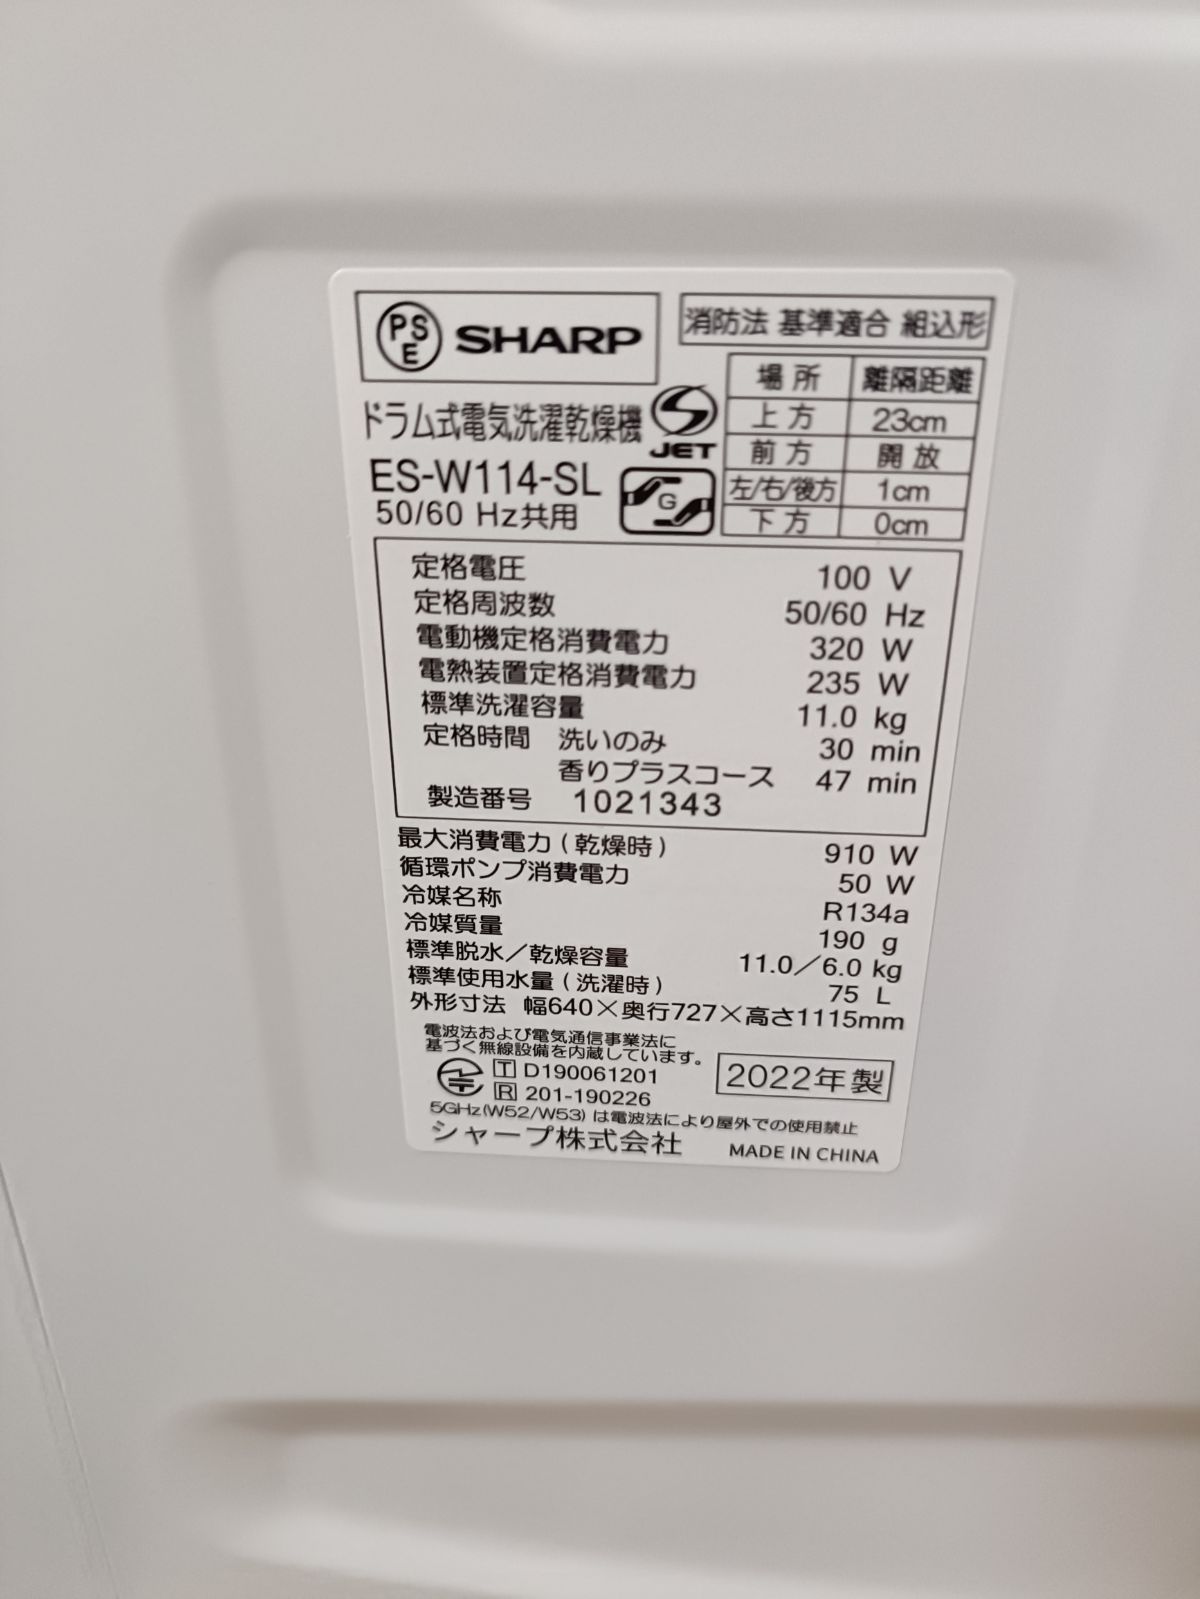 PSE SHARP
消防法 基準適合 組込形
場所 離隔距離
上方 23cm
前方 開放
左/右/後方 1cm
下方 0cm
ドラム式電気洗濯乾燥機
JET
ES-W114-SL
G
50/60 Hz共用
定格電圧 100 V
定格周波数 50/60 Hz
電動機定格消費電力 320 W
電熱装置定格消費電力 235 W
標準洗濯容量 11.0 kg
定格時間 洗いのみ 30 min
香りプラスコース 47 min
製造番号 1021343
最大消費電力(乾燥時) 910 W
循環ポンプ消費電力 50 W
冷媒名称 R134a
冷媒質量 190 g
標準脱水/乾燥容量 11.0/6.0 kg
標準使用水量(洗濯時) 75 L
外形寸法 幅640×奥行727×高さ1115mm
電波法および電気通信事業法に
基づく無線設備を内蔵しています。
T D190061201
R 201-190226
2022年製
5GHz(W52/W53)は電波法により屋外での使用禁止
シャープ株式会社 MADE IN CHINA